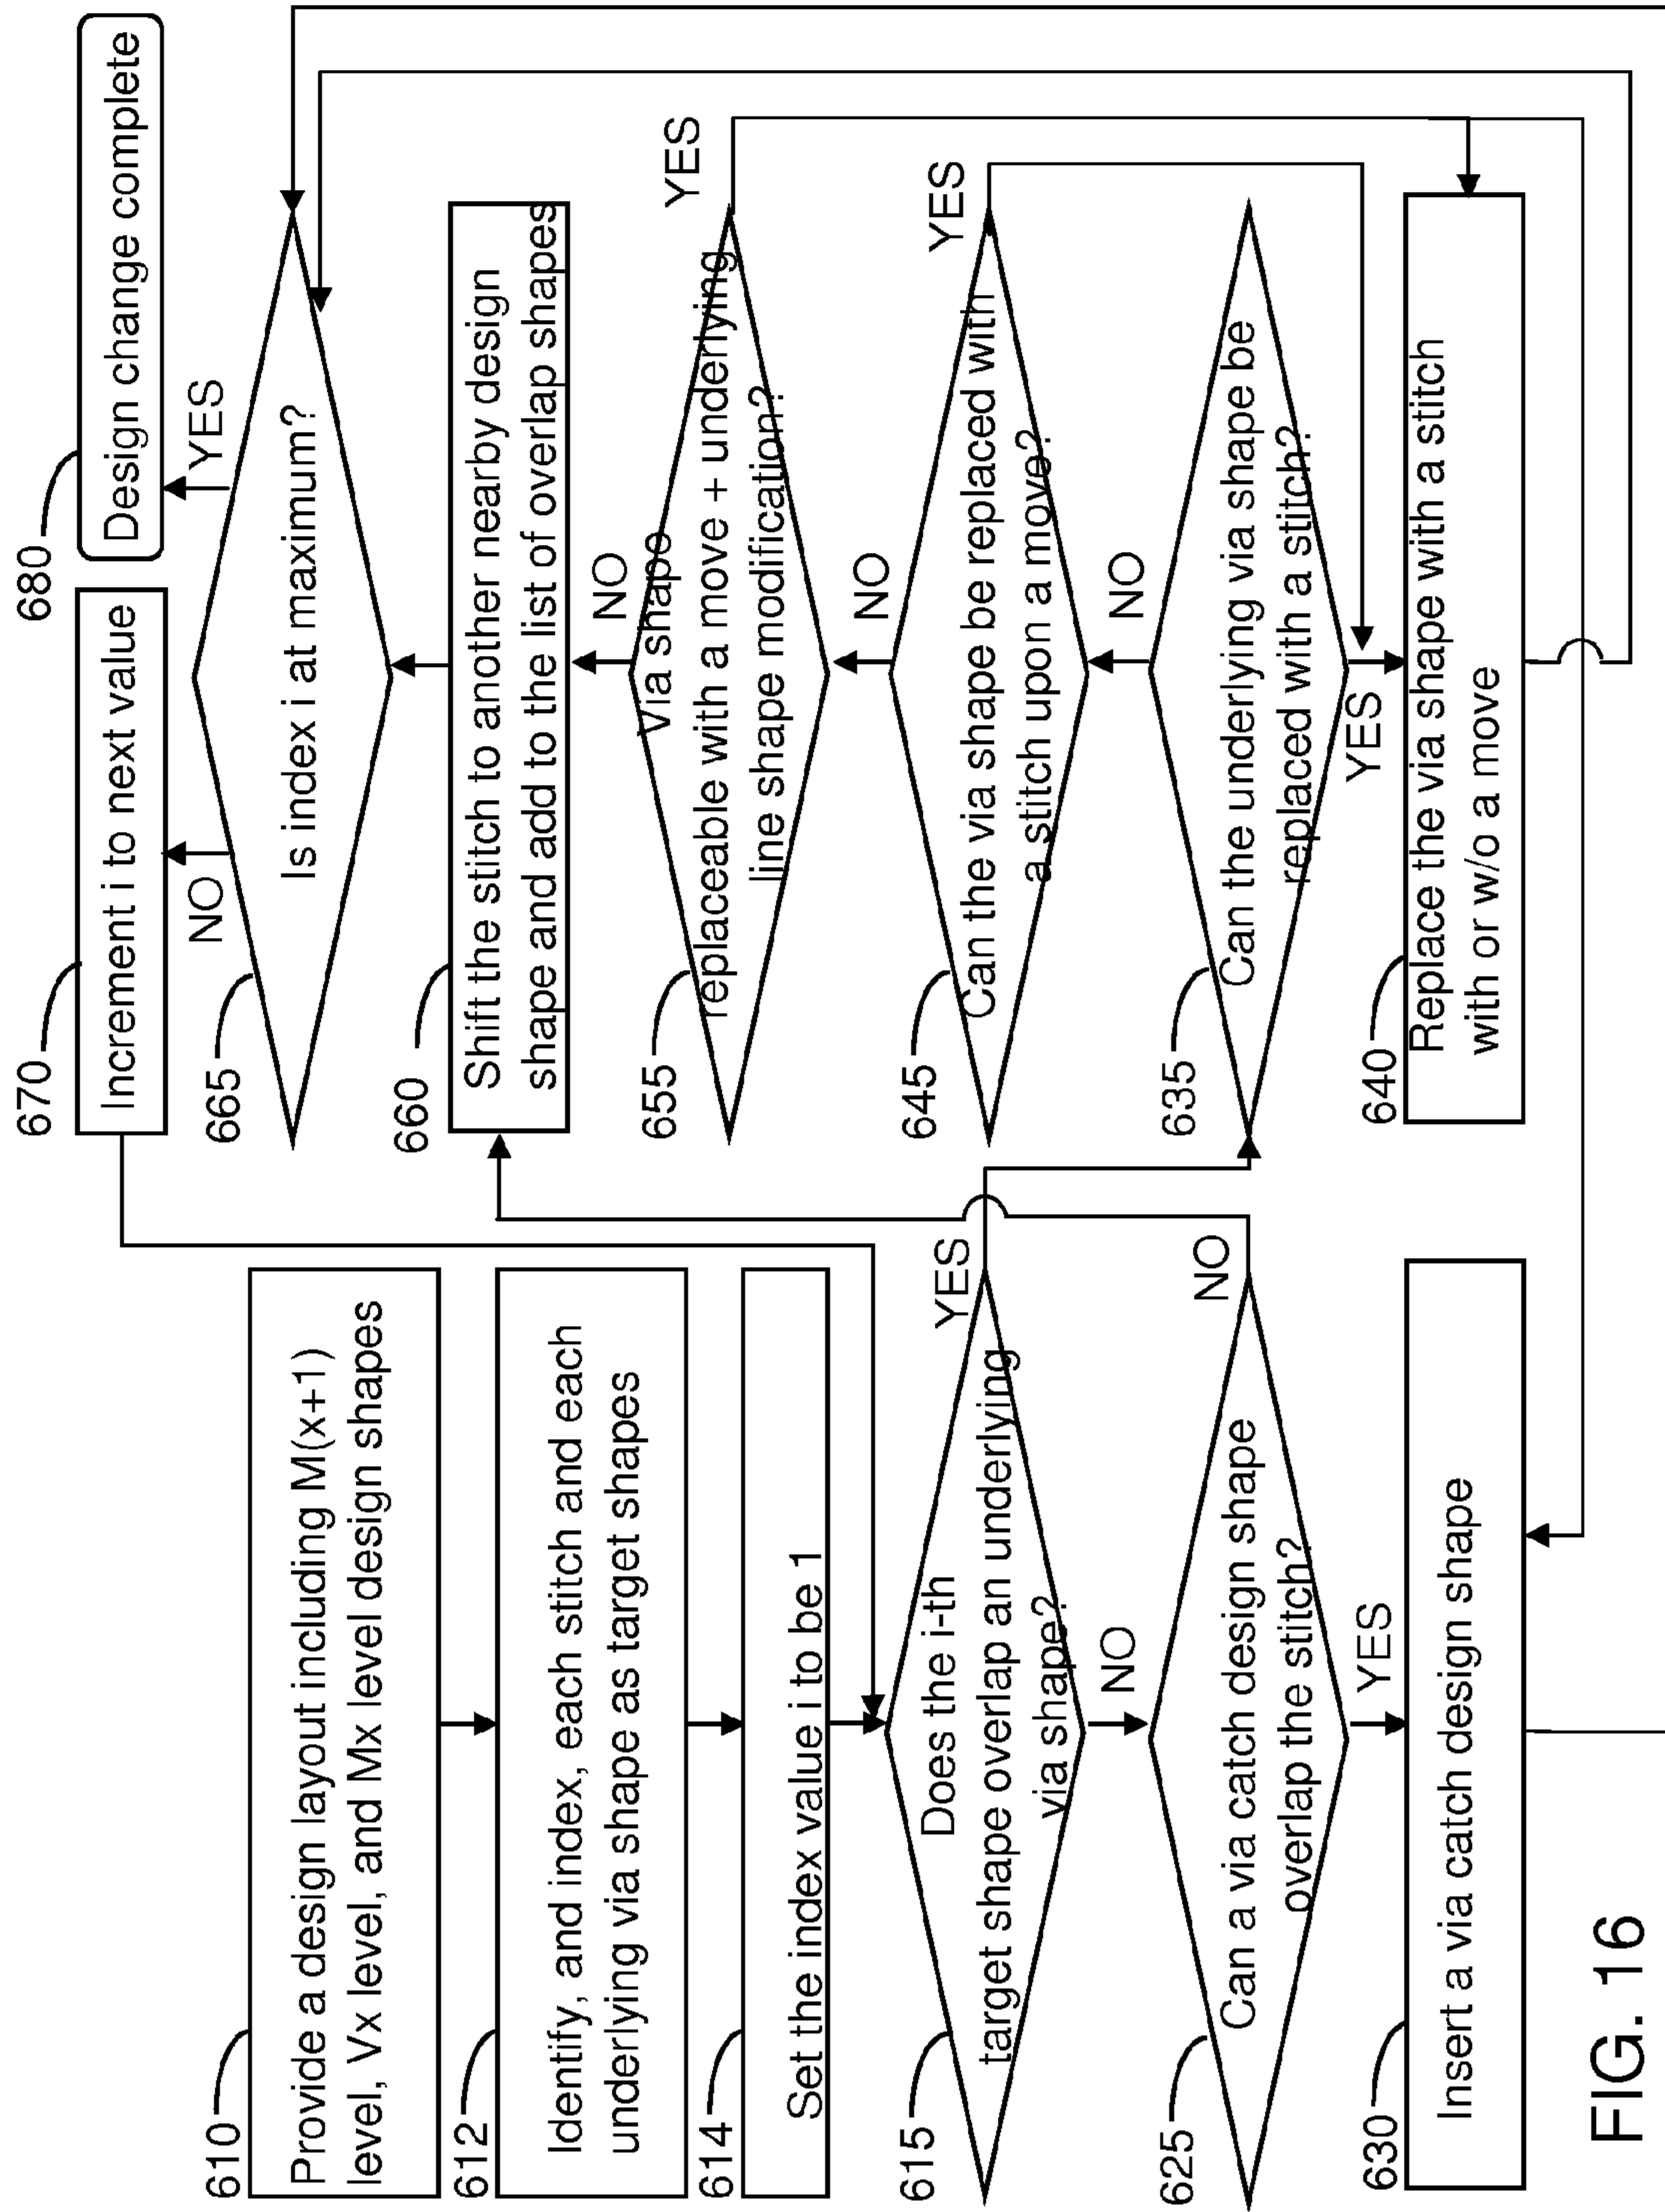 610
Provide a design layout including M(x+1)
level, Vx level, and Mx level design shapes
612
Identify, and index, each stitch and each
underlying via shape as target shapes
614
Set the index value i to be 1
615
Does the i-th
target shape overlap an underlying
via shape?
YES
NO
625
Can a via catch design shape
overlap the stitch?
NO
YES
630
Insert a via catch design shape
670
Increment i to next value
680
Design change complete
NO
YES
665
Is index i at maximum?
660
Shift the stitch to another nearby design
shape and add to the list of overlap shapes
NO
655
Via shape
replaceable with a move + underlying
line shape modification?
YES
NO
645
Can the via shape be replaced with
a stitch upon a move?
YES
NO
635
Can the underlying via shape be
replaced with a stitch?
YES
640
Replace the via shape with a stitch
with or w/o a move
FIG. 16